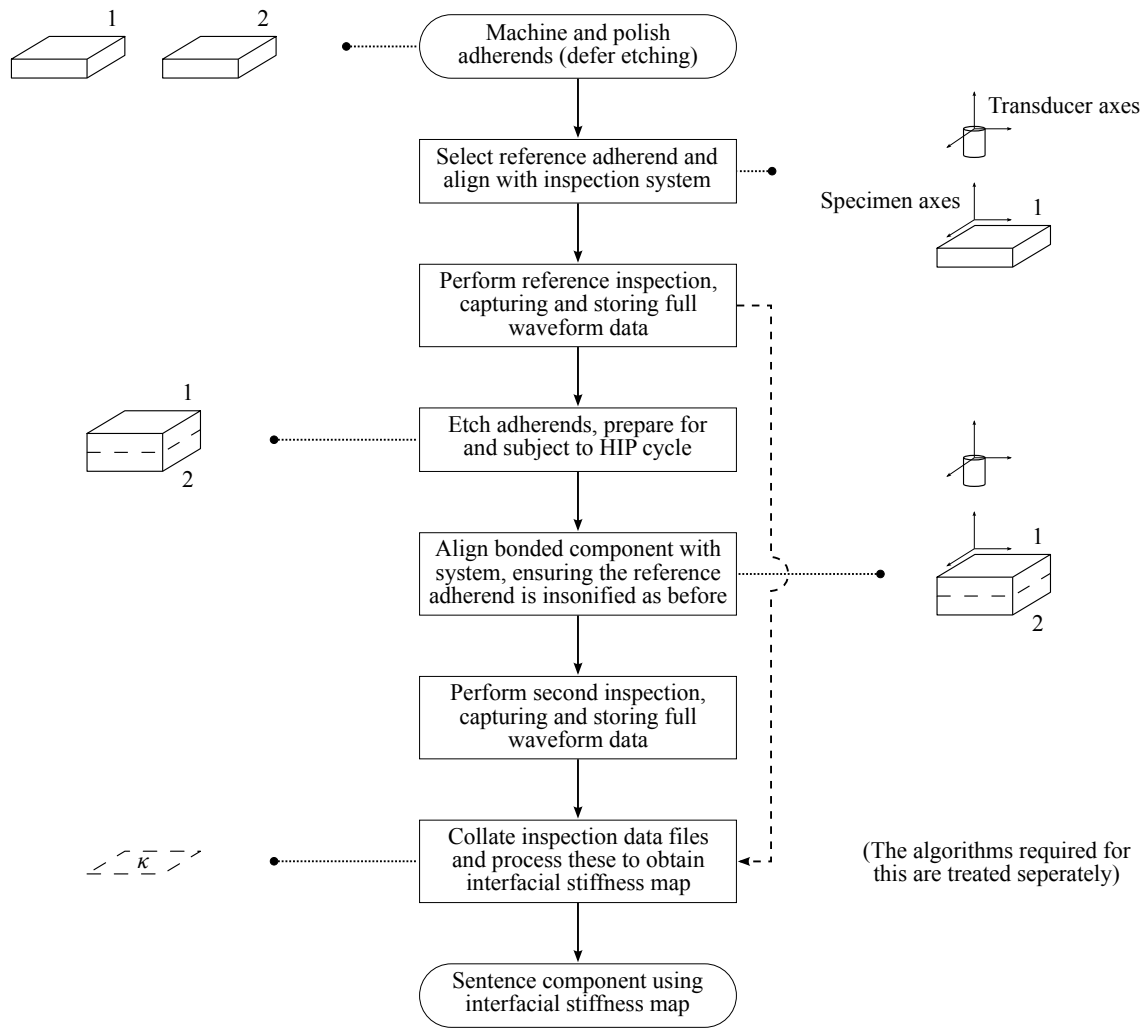 1
2
Machine and polish
adherends (defer etching)
Transducer axes
Select reference adherend and
align with inspection system
Specimen axes
1
Perform reference inspection,
capturing and storing full
waveform data
1
2
Etch adherends, prepare for
and subject to HIP cycle
Align bonded component with
system, ensuring the reference
adherend is insonified as before
1
2
Perform second inspection,
capturing and storing full
waveform data
κ
Collate inspection data files
and process these to obtain
interfacial stiffness map
(The algorithms required for
this are treated seperately)
Sentence component using
interfacial stiffness map